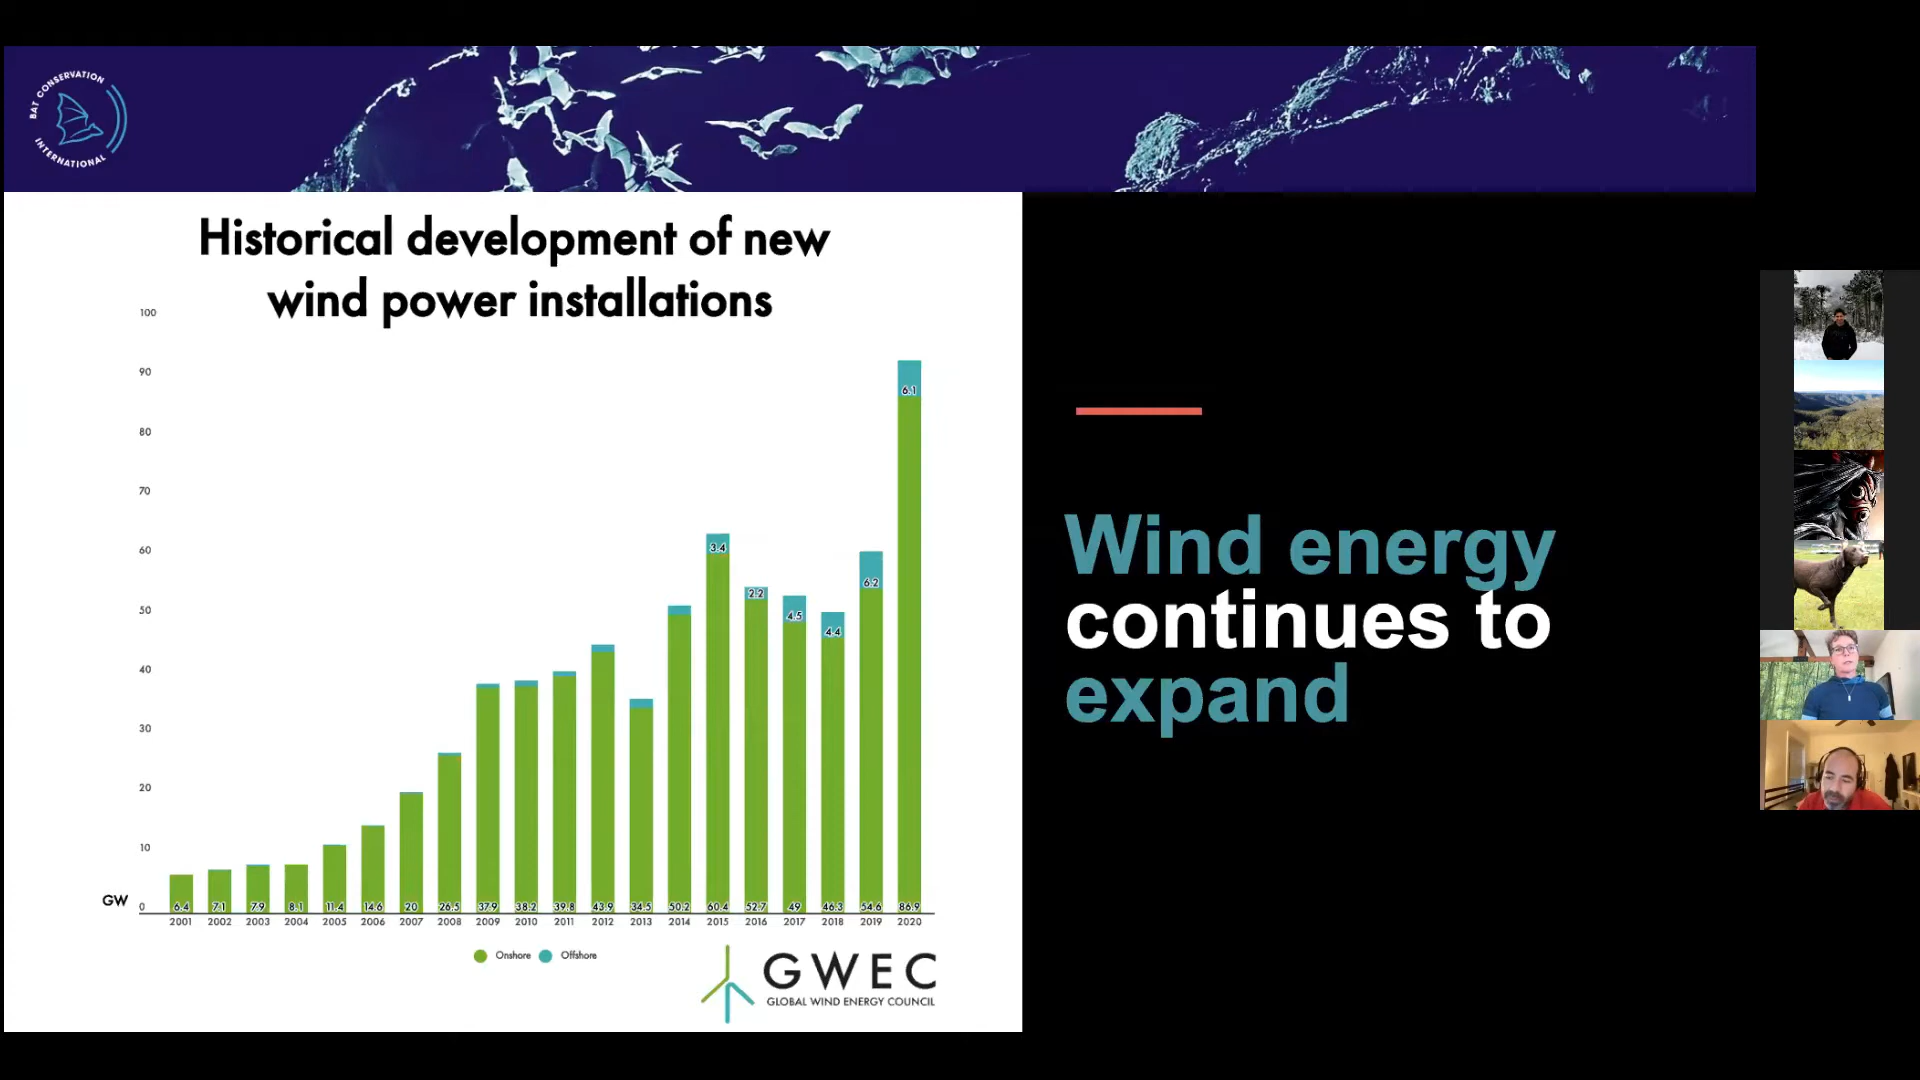 BAT CONSERVATION
INTERNATIONAL
Historical development of new
wind power installations
100
90
80
70
60
50
40
30
20
10
GW
0
6.1
3.4
2.2
4.5
4.4
6.2
6.4 7.1 7.9 8.1 11.4 14.6 20 26.5 37.9 38.2 39.8 43.9 34.5 50.2 60.4 52.7 49 46.3 54.6 86.9
2001 2002 2003 2004 2005 2006 2007 2008 2009 2010 2011 2012 2013 2014 2015 2016 2017 2018 2019 2020
Onshore Offshore
GWEC
GLOBAL WIND ENERGY COUNCIL
Wind energy
continues to
expand